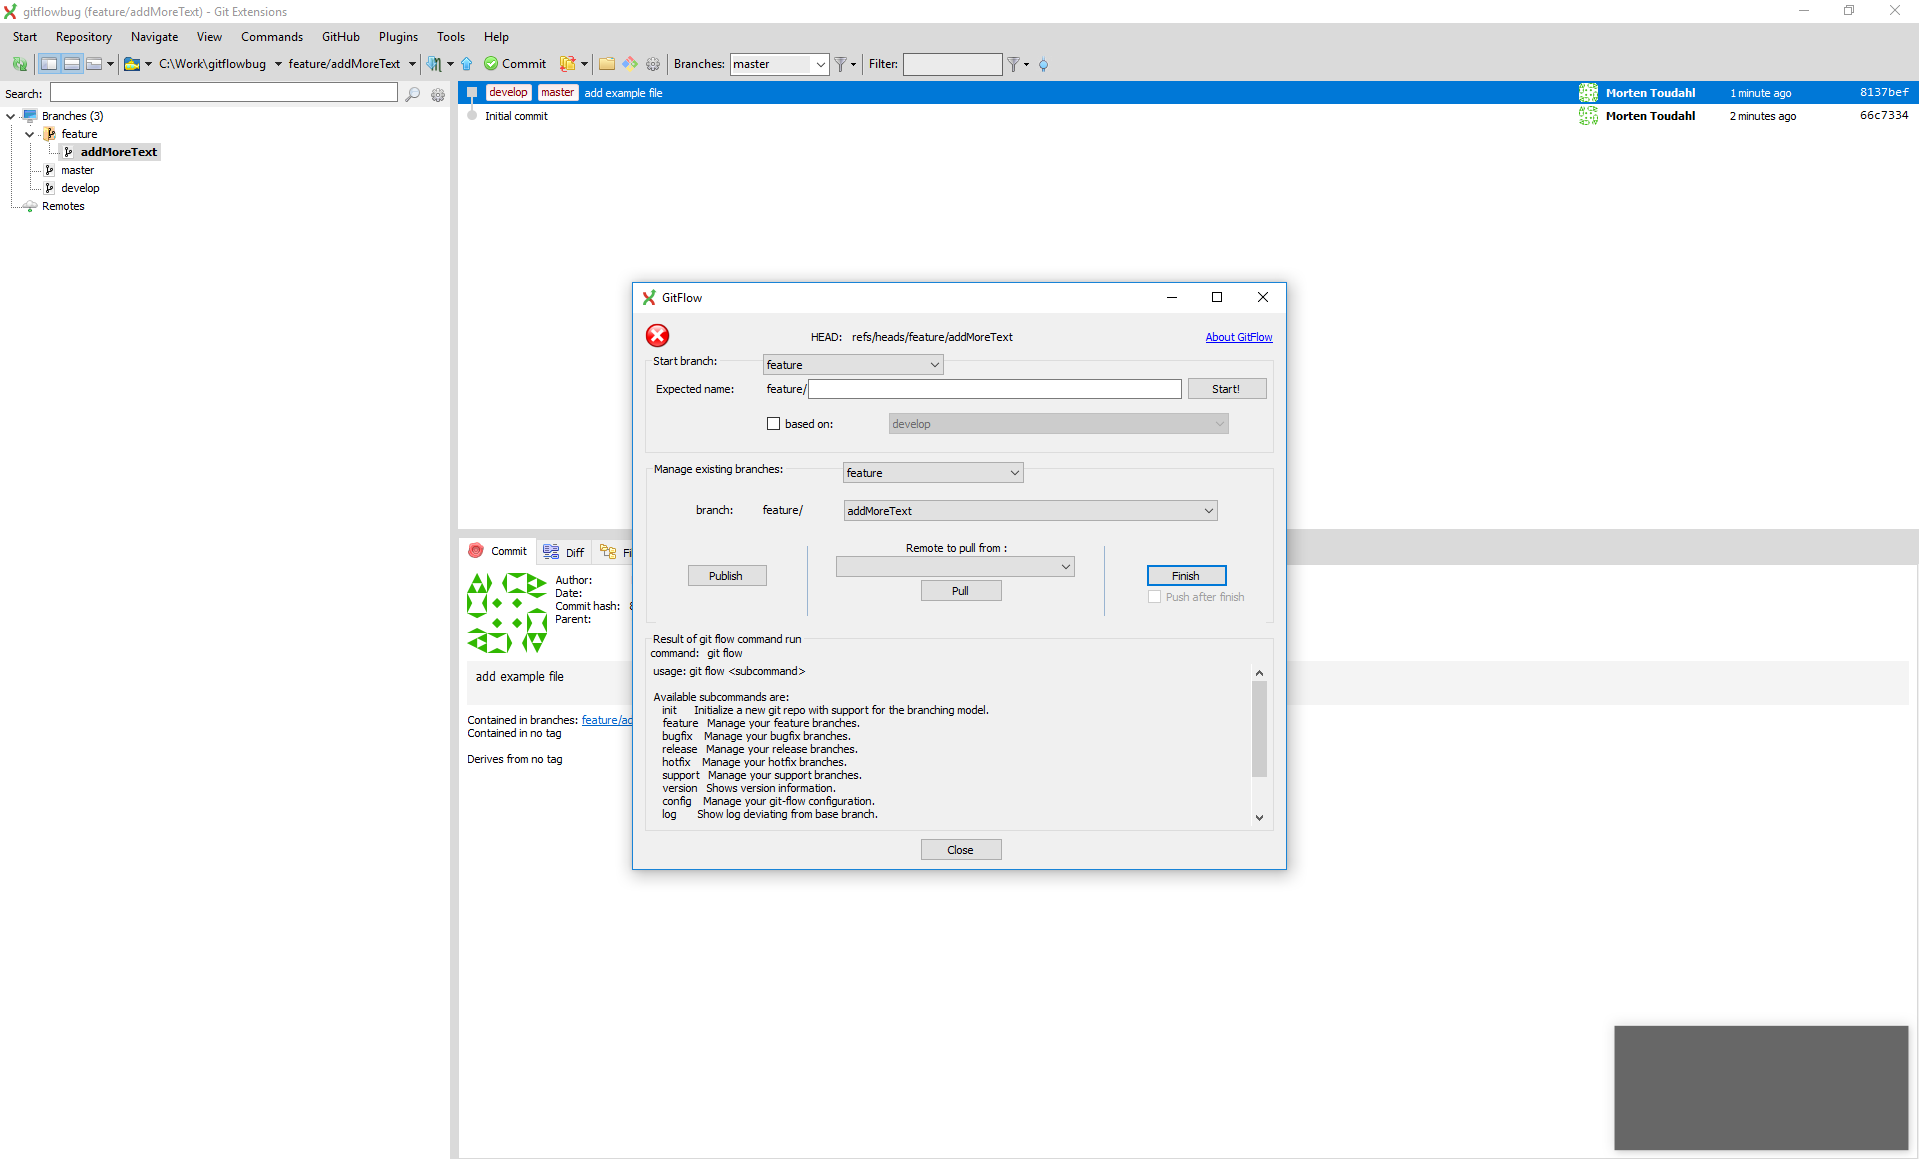 gitflowbug (feature/addMoreText) - Git Extensions
Start Repository Navigate View Commands GitHub Plugins Tools Help
C:\Work\gitflowbug feature/addMoreText Commit Branches: master Filter:
Search:
Branches (3)
feature
addMoreText
master
develop
Remotes
develop master add example file Morten Toudahl 1 minute ago 8137bef
Initial commit Morten Toudahl 2 minutes ago 66c7334
GitFlow
HEAD: refs/heads/feature/addMoreText About GitFlow
Start branch: feature
Expected name: feature/ Start!
based on: develop
Manage existing branches: feature
branch: feature/ addMoreText
Remote to pull from :
Publish Pull Finish
Push after finish
Result of git flow command run
command: git flow
usage: git flow <subcommand>
Available subcommands are:
init Initialize a new git repo with support for the branching model.
feature Manage your feature branches.
bugfix Manage your bugfix branches.
release Manage your release branches.
hotfix Manage your hotfix branches.
support Manage your support branches.
version Shows version information.
config Manage your git-flow configuration.
log Show log deviating from base branch.
Close
Commit Diff Fi
Author:
Date:
Commit hash: 8
Parent:
add example file
Contained in branches: feature/ad
Contained in no tag
Derives from no tag